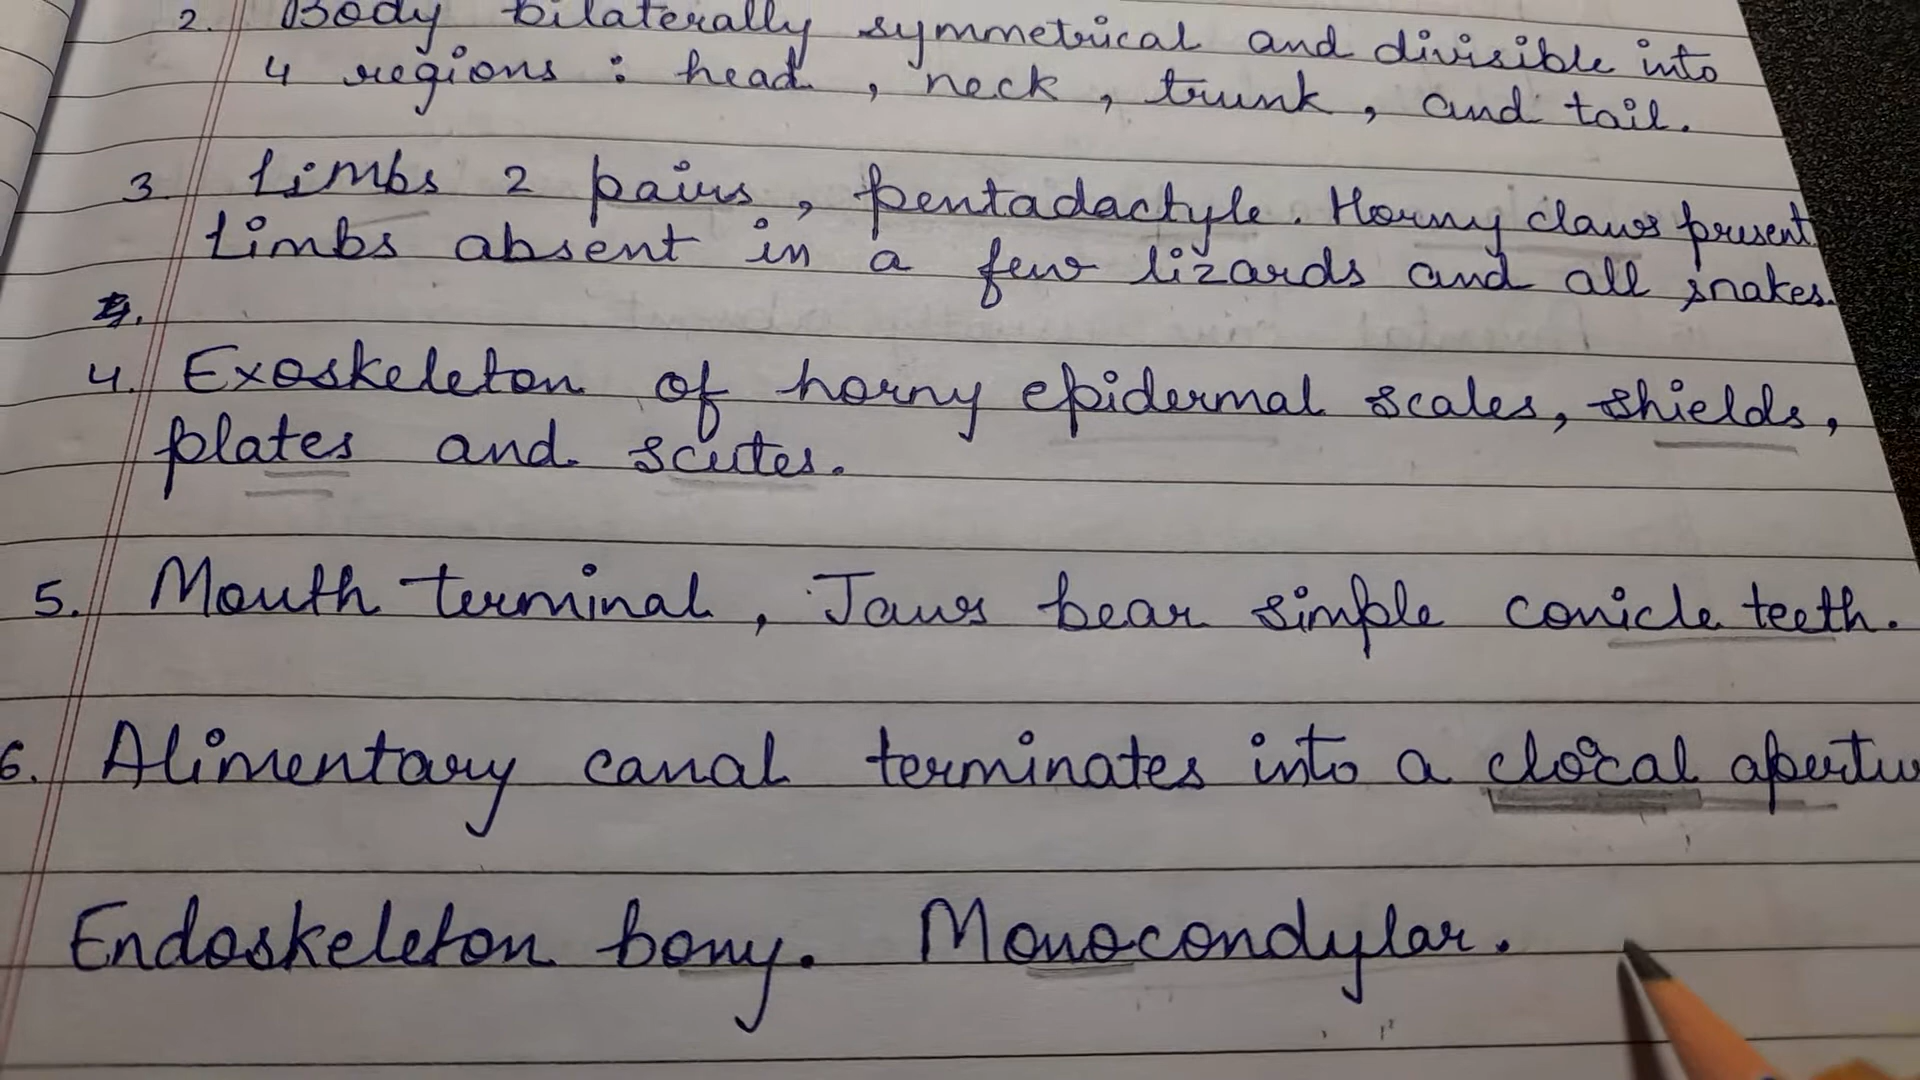 2. Body bilaterally symmetrical and divisible into
4 regions : head , neck , trunk , and tail.
3. Limbs 2 pairs , pentadactyle. Horny claws present
Limbs absent in a few lizards and all snakes.
4. Exoskeleton of horny epidermal scales, shields,
plates and scutes.
5. Mouth terminal , Jaws bear simple conicle teeth.
6. Alimentary canal terminates into a cloacal apertu
Endoskeleton bony. Monocondylar.